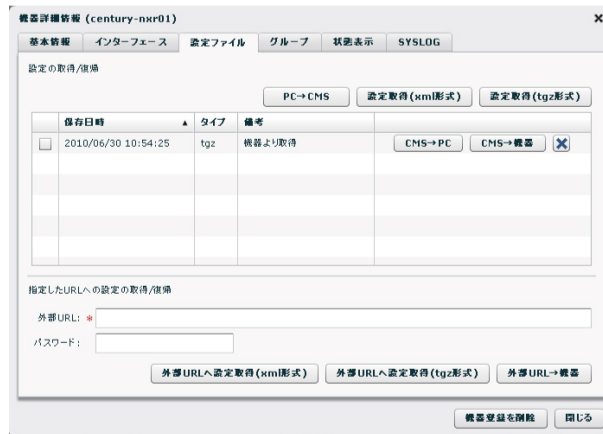 機器詳細情報 (century-nxr01)
基本情報 インターフェース 設定ファイル グループ 状態表示 SYSLOG
設定の取得/復帰
PC→CMS 設定取得(xml形式) 設定取得(tgz形式)
保存日時 タイプ 備考
2010/06/30 10:54:25 tgz 機器より取得 CMS→PC CMS→機器
指定したURLへの設定の取得/復帰
外部URL: *
パスワード:
外部URLへ設定取得(xml形式) 外部URLへ設定取得(tgz形式) 外部URL→機器
機器登録を削除 閉じる